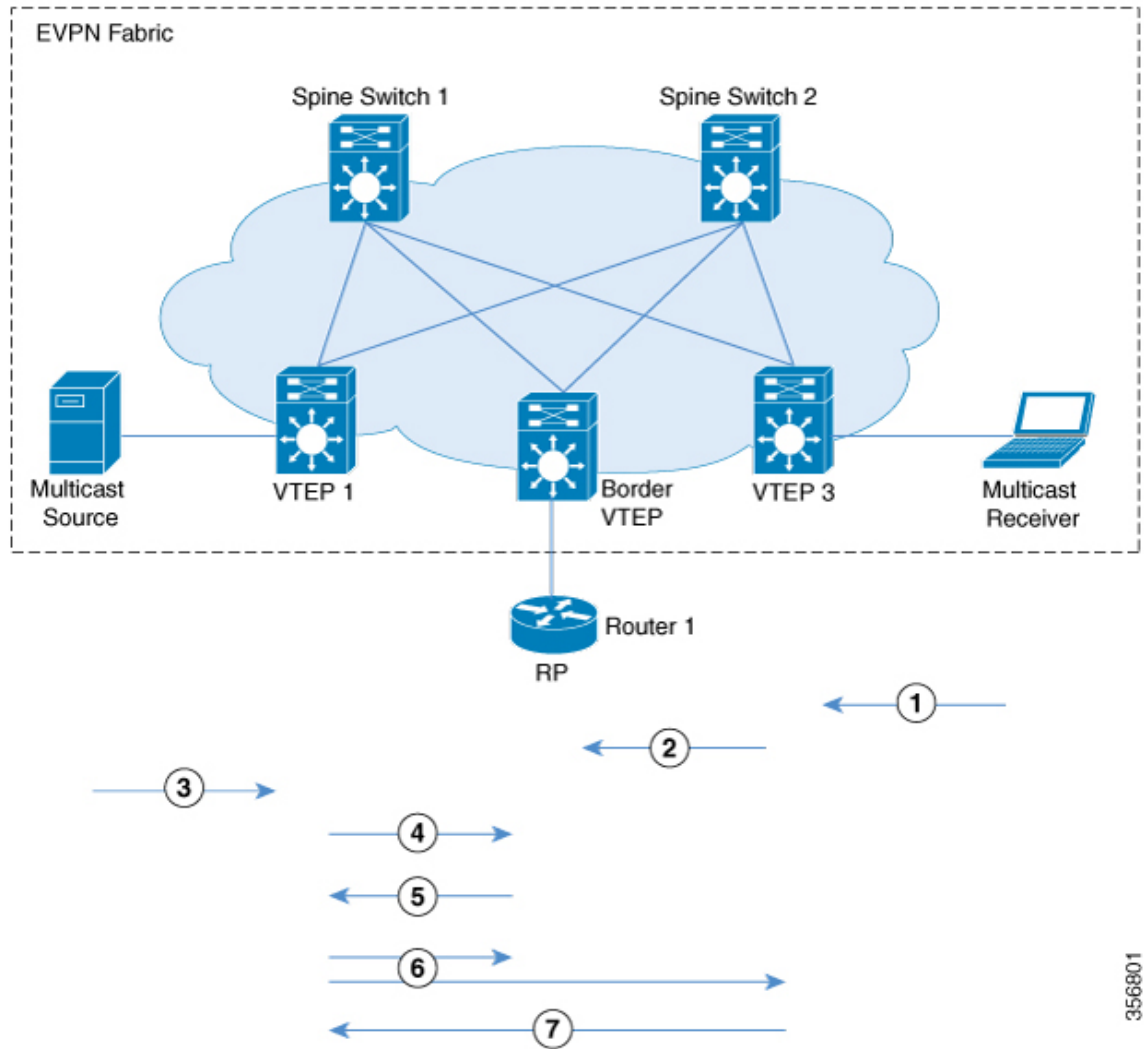 EVPN Fabric
Spine Switch 1
Spine Switch 2
Multicast
Source
VTEP 1
Border
VTEP
VTEP 3
Multicast
Receiver
Router 1
RP
1
2
3
4
5
6
7
356801